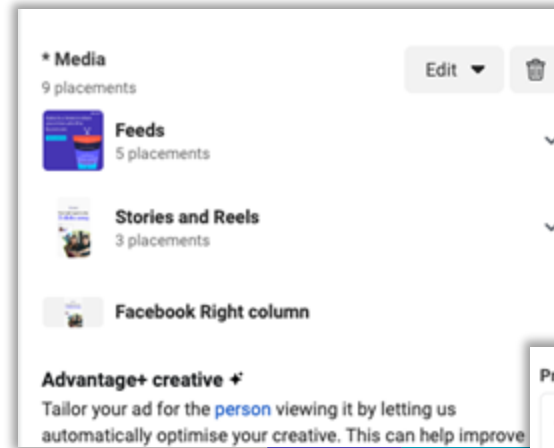 * Media
9 placements
Edit
Feeds
5 placements
Stories and Reels
3 placements
Facebook Right column
Advantage+ creative
Tailor your ad for the person viewing it by letting us
automatically optimise your creative. This can help improve